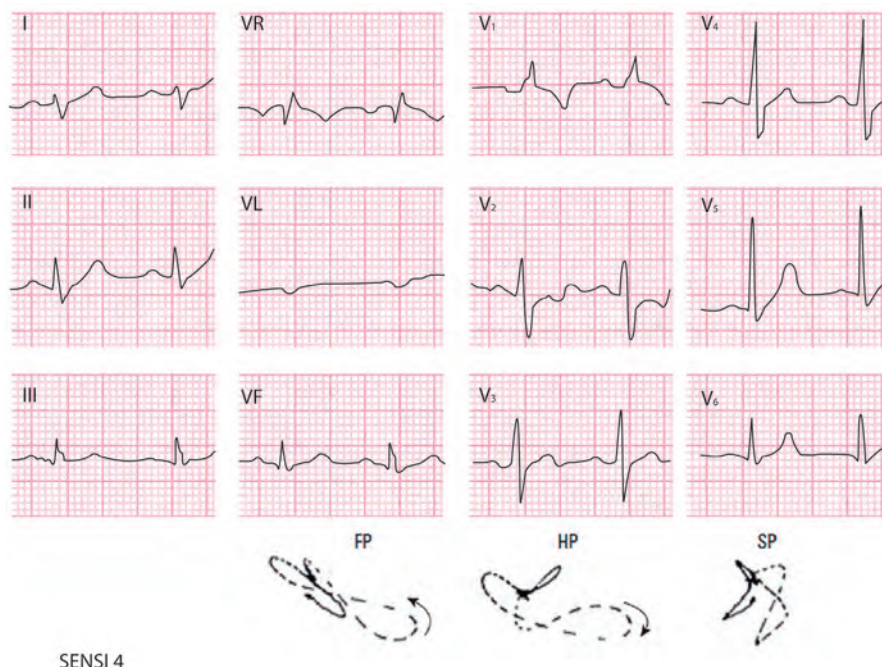 I VR V₁ V₄
II VL V₂ V₅
III VF V₃ V₆
FP HP SP
SENSI 4